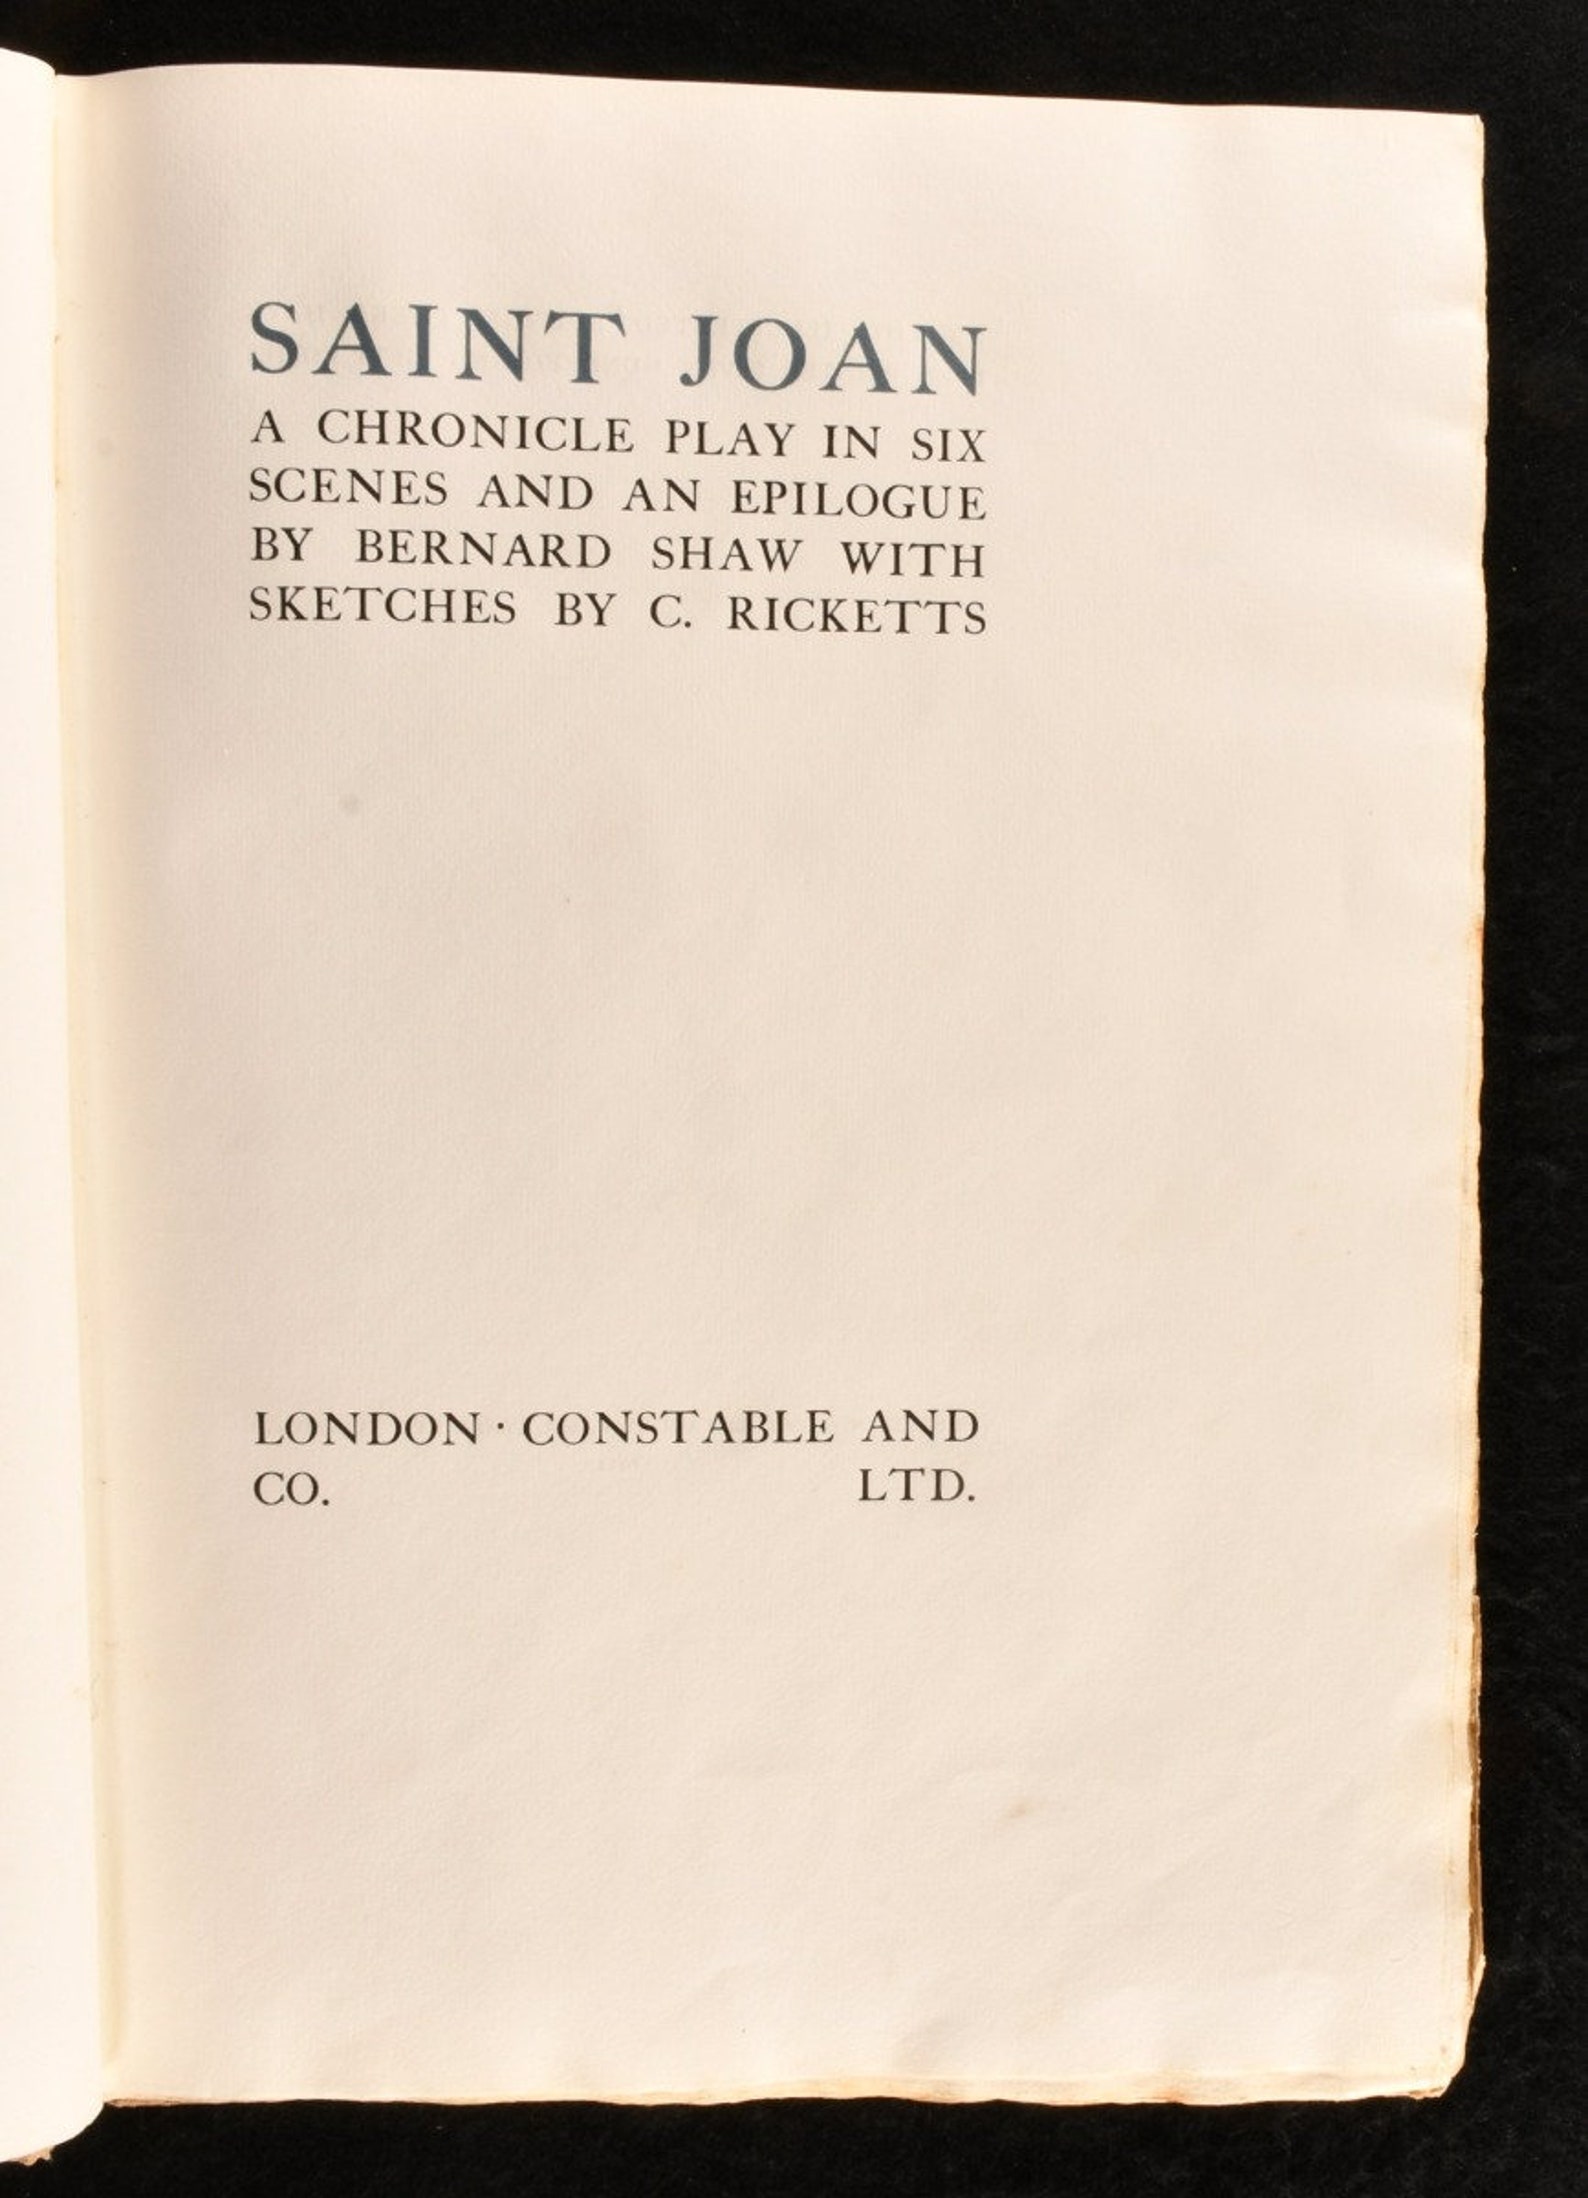 SAINT JOAN
A CHRONICLE PLAY IN SIX
SCENES AND AN EPILOGUE
BY BERNARD SHAW WITH
SKETCHES BY C. RICKETTS
LONDON · CONSTABLE AND
CO. LTD.